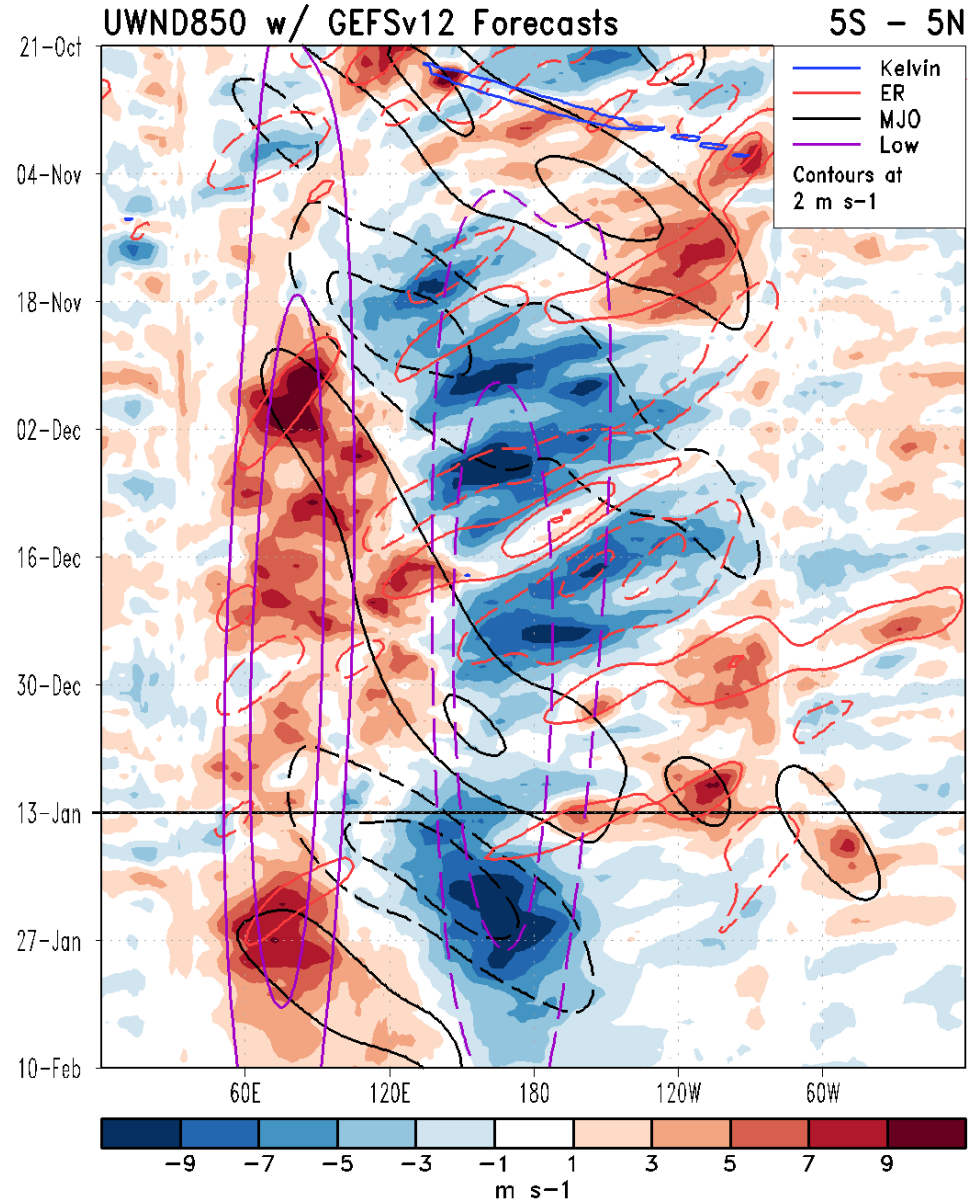 UWND850 w/ GEFSv12 Forecasts 5S - 5N
21-Oct
04-Nov
18-Nov
02-Dec
16-Dec
30-Dec
13-Jan
27-Jan
10-Feb
Kelvin
ER
MJO
Low
Contours at
2 m s-1
60E 120E 180 120W 60W
-9 -7 -5 -3 -1 1 3 5 7 9
m s-1